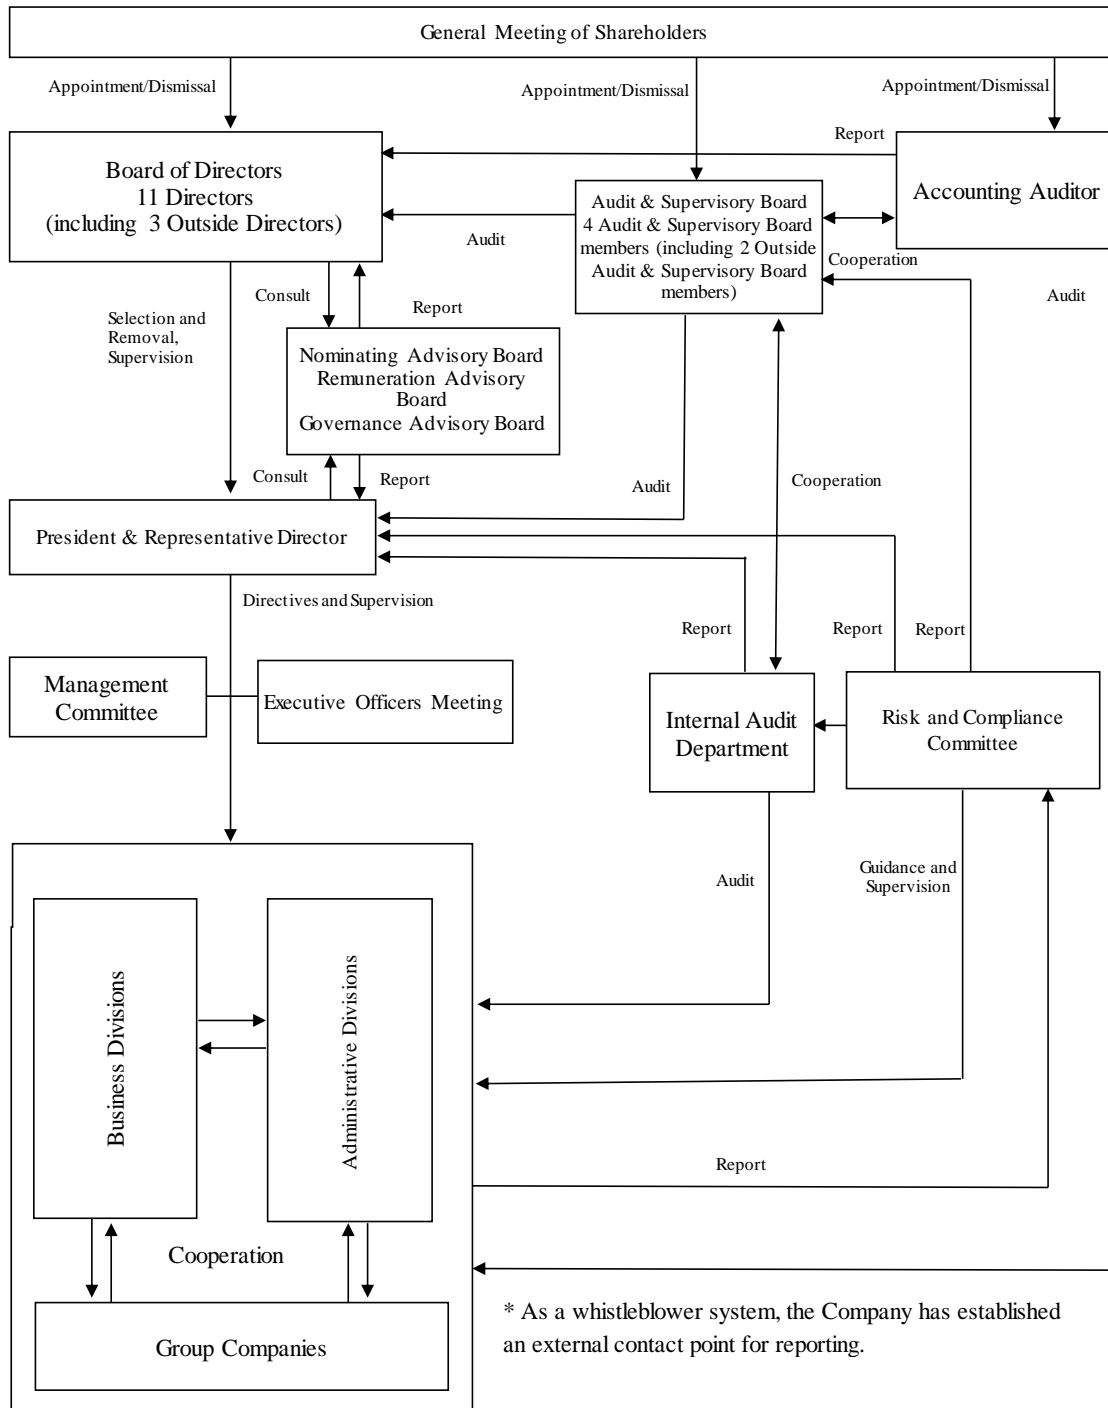 General Meeting of Shareholders
Appointment/Dismissal
Appointment/Dismissal
Appointment/Dismissal
Report
Board of Directors
11 Directors
(including 3 Outside Directors)
Audit & Supervisory Board
4 Audit & Supervisory Board
members (including 2 Outside
Audit & Supervisory Board
members)
Accounting Auditor
Audit
Cooperation
Audit
Consult
Report
Selection and
Removal,
Supervision
Nominating Advisory Board
Remuneration Advisory
Board
Governance Advisory Board
Consult
Report
Audit
Cooperation
President & Representative Director
Directives and Supervision
Report
Report
Report
Management
Committee
Executive Officers Meeting
Internal Audit
Department
Risk and Compliance
Committee
Audit
Guidance and
Supervision
Business Divisions
Administrative Divisions
Report
Cooperation
Group Companies
* As a whistleblower system, the Company has established
an external contact point for reporting.